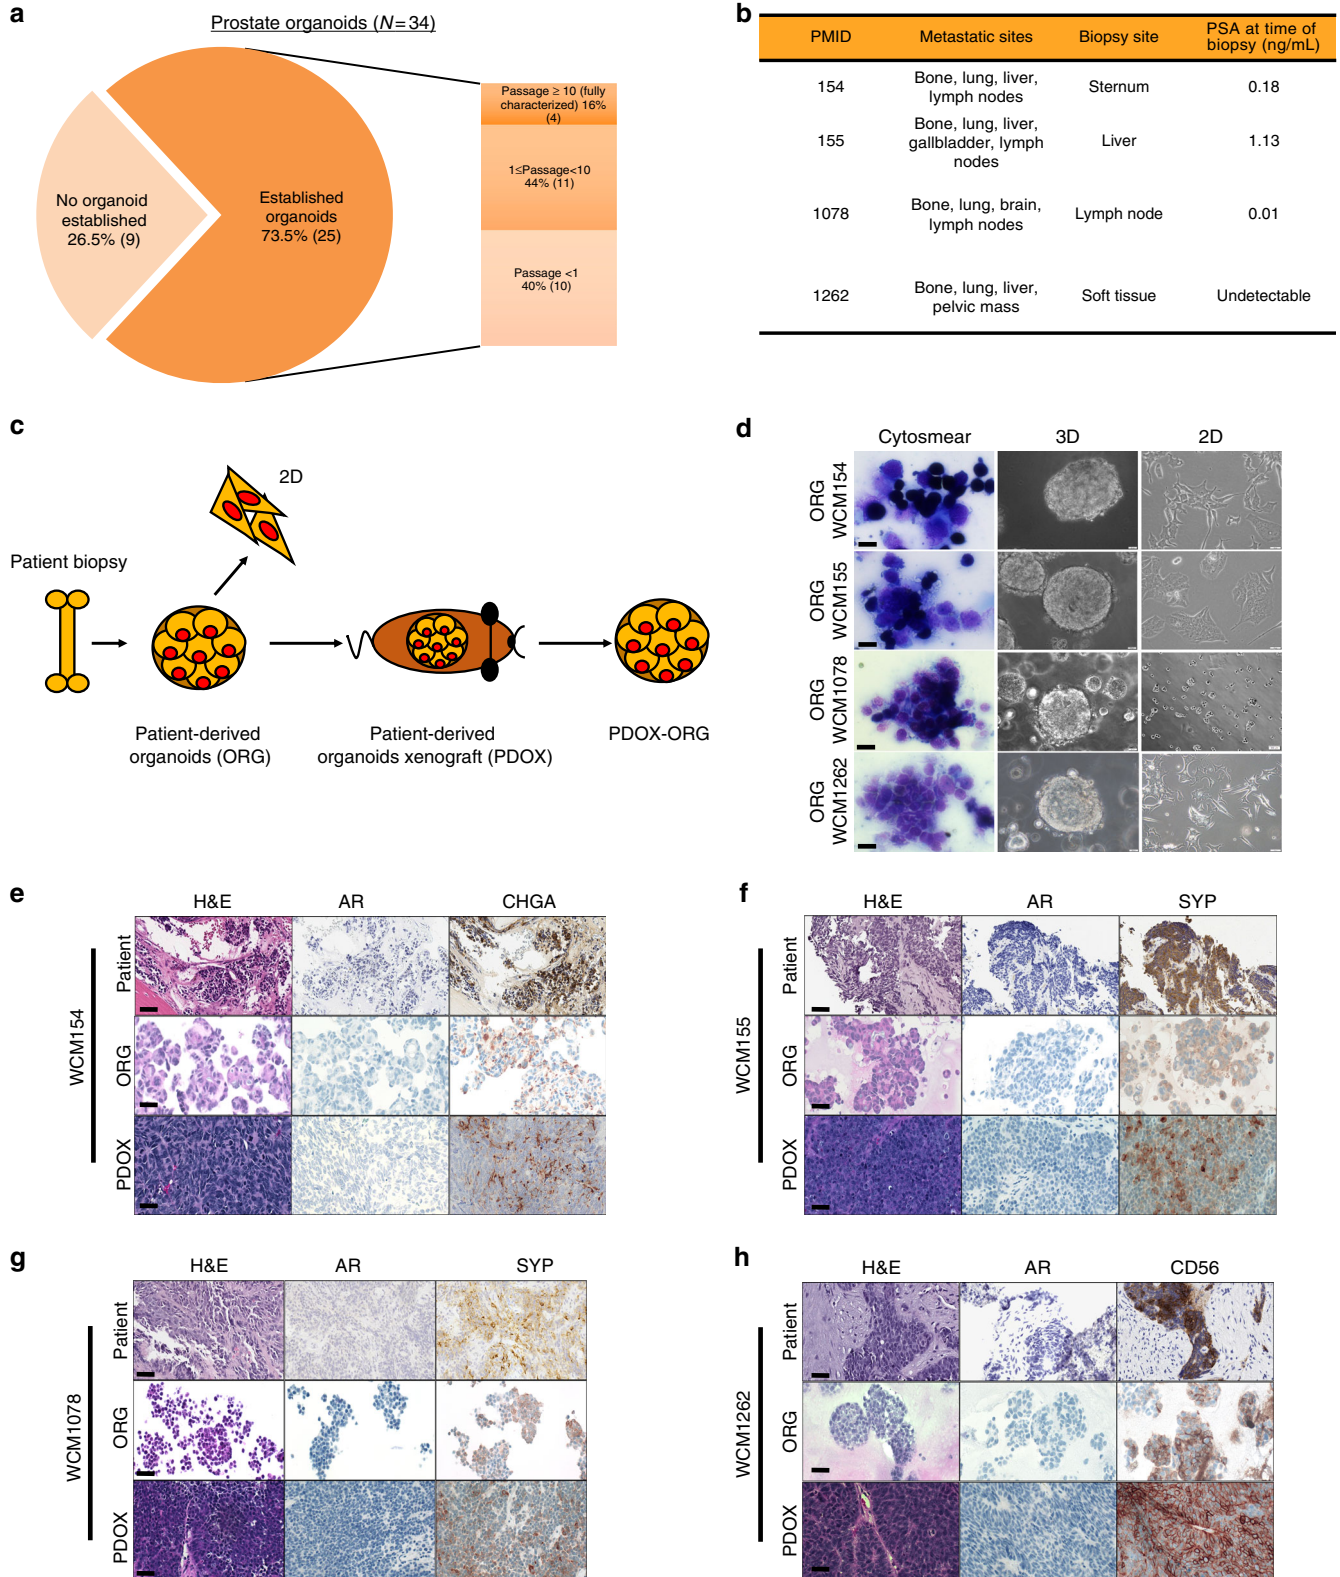 a
Prostate organoids (N=34)
No organoid
established
26.5% (9)
Established
organoids
73.5% (25)
Passage ≥ 10 (fully
characterized) 16%
(4)
1≤Passage<10
44% (11)
Passage <1
40% (10)
b
PMID Metastatic sites Biopsy site PSA at time of
biopsy (ng/mL)
154 Bone, lung, liver,
lymph nodes Sternum 0.18
155 Bone, lung, liver,
gallbladder, lymph
nodes Liver 1.13
1078 Bone, lung, brain,
lymph nodes Lymph node 0.01
1262 Bone, lung, liver,
pelvic mass Soft tissue Undetectable
c
2D
Patient biopsy
Patient-derived
organoids (ORG)
Patient-derived
organoids xenograft (PDOX)
PDOX-ORG
d
Cytosmear 3D 2D
ORG
WCM154
ORG
WCM155
ORG
WCM1078
ORG
WCM1262
e
H&E AR CHGA
WCM154
Patient
ORG
PDOX
f
H&E AR SYP
WCM155
Patient
ORG
PDOX
g
H&E AR SYP
WCM1078
Patient
ORG
PDOX
h
H&E AR CD56
WCM1262
Patient
ORG
PDOX